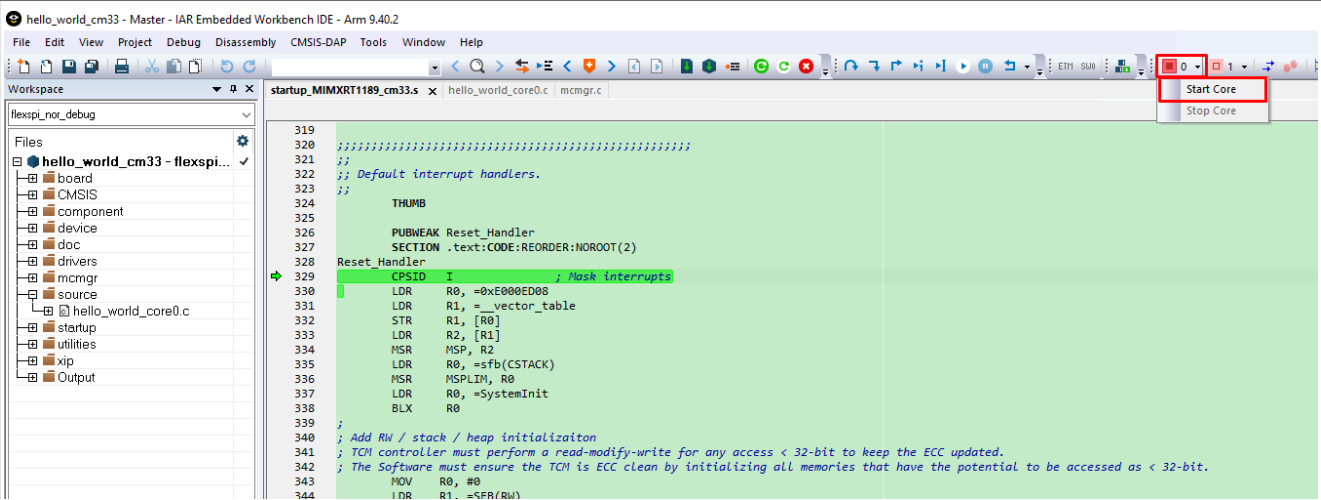 hello_world_cm33 - Master - IAR Embedded Workbench IDE - Arm 9.40.2
File Edit View Project Debug Disassembly CMSIS-DAP Tools Window Help
ETM SWO 0 1
Start Core
Stop Core
Workspace
flexspi_nor_debug
Files
hello_world_cm33 - flexspi...
board
CMSIS
component
device
doc
drivers
mcmgr
source
hello_world_core0.c
startup
utilities
xip
Output
startup_MIMXRT1189_cm33.s x hello_world_core0.c mcmgr.c
319
320 ;;;;;;;;;;;;;;;;;;;;;;;;;;;;;;;;;;;;;;;;;;;;;;;;;;;;;
321 ;;
322 ;; Default interrupt handlers.
323 ;;
324 THUMB
325
326 PUBWEAK Reset_Handler
327 SECTION .text:CODE:REORDER:NOROOT(2)
328 Reset_Handler
329 CPSID I ; Mask interrupts
330 LDR R0, =0xE000ED08
331 LDR R1, =__vector_table
332 STR R1, [R0]
333 LDR R2, [R1]
334 MSR MSP, R2
335 LDR R0, =sfb(CSTACK)
336 MSR MSPLIM, R0
337 LDR R0, =SystemInit
338 BLX R0
339 ;
340 ; Add RW / stack / heap initializaiton
341 ; TCM controller must perform a read-modify-write for any access < 32-bit to keep the ECC updated.
342 ; The Software must ensure the TCM is ECC clean by initializing all memories that have the potential to be accessed as < 32-bit.
343 MOV R0, #0
344 LDR R1, =SFB(RW)